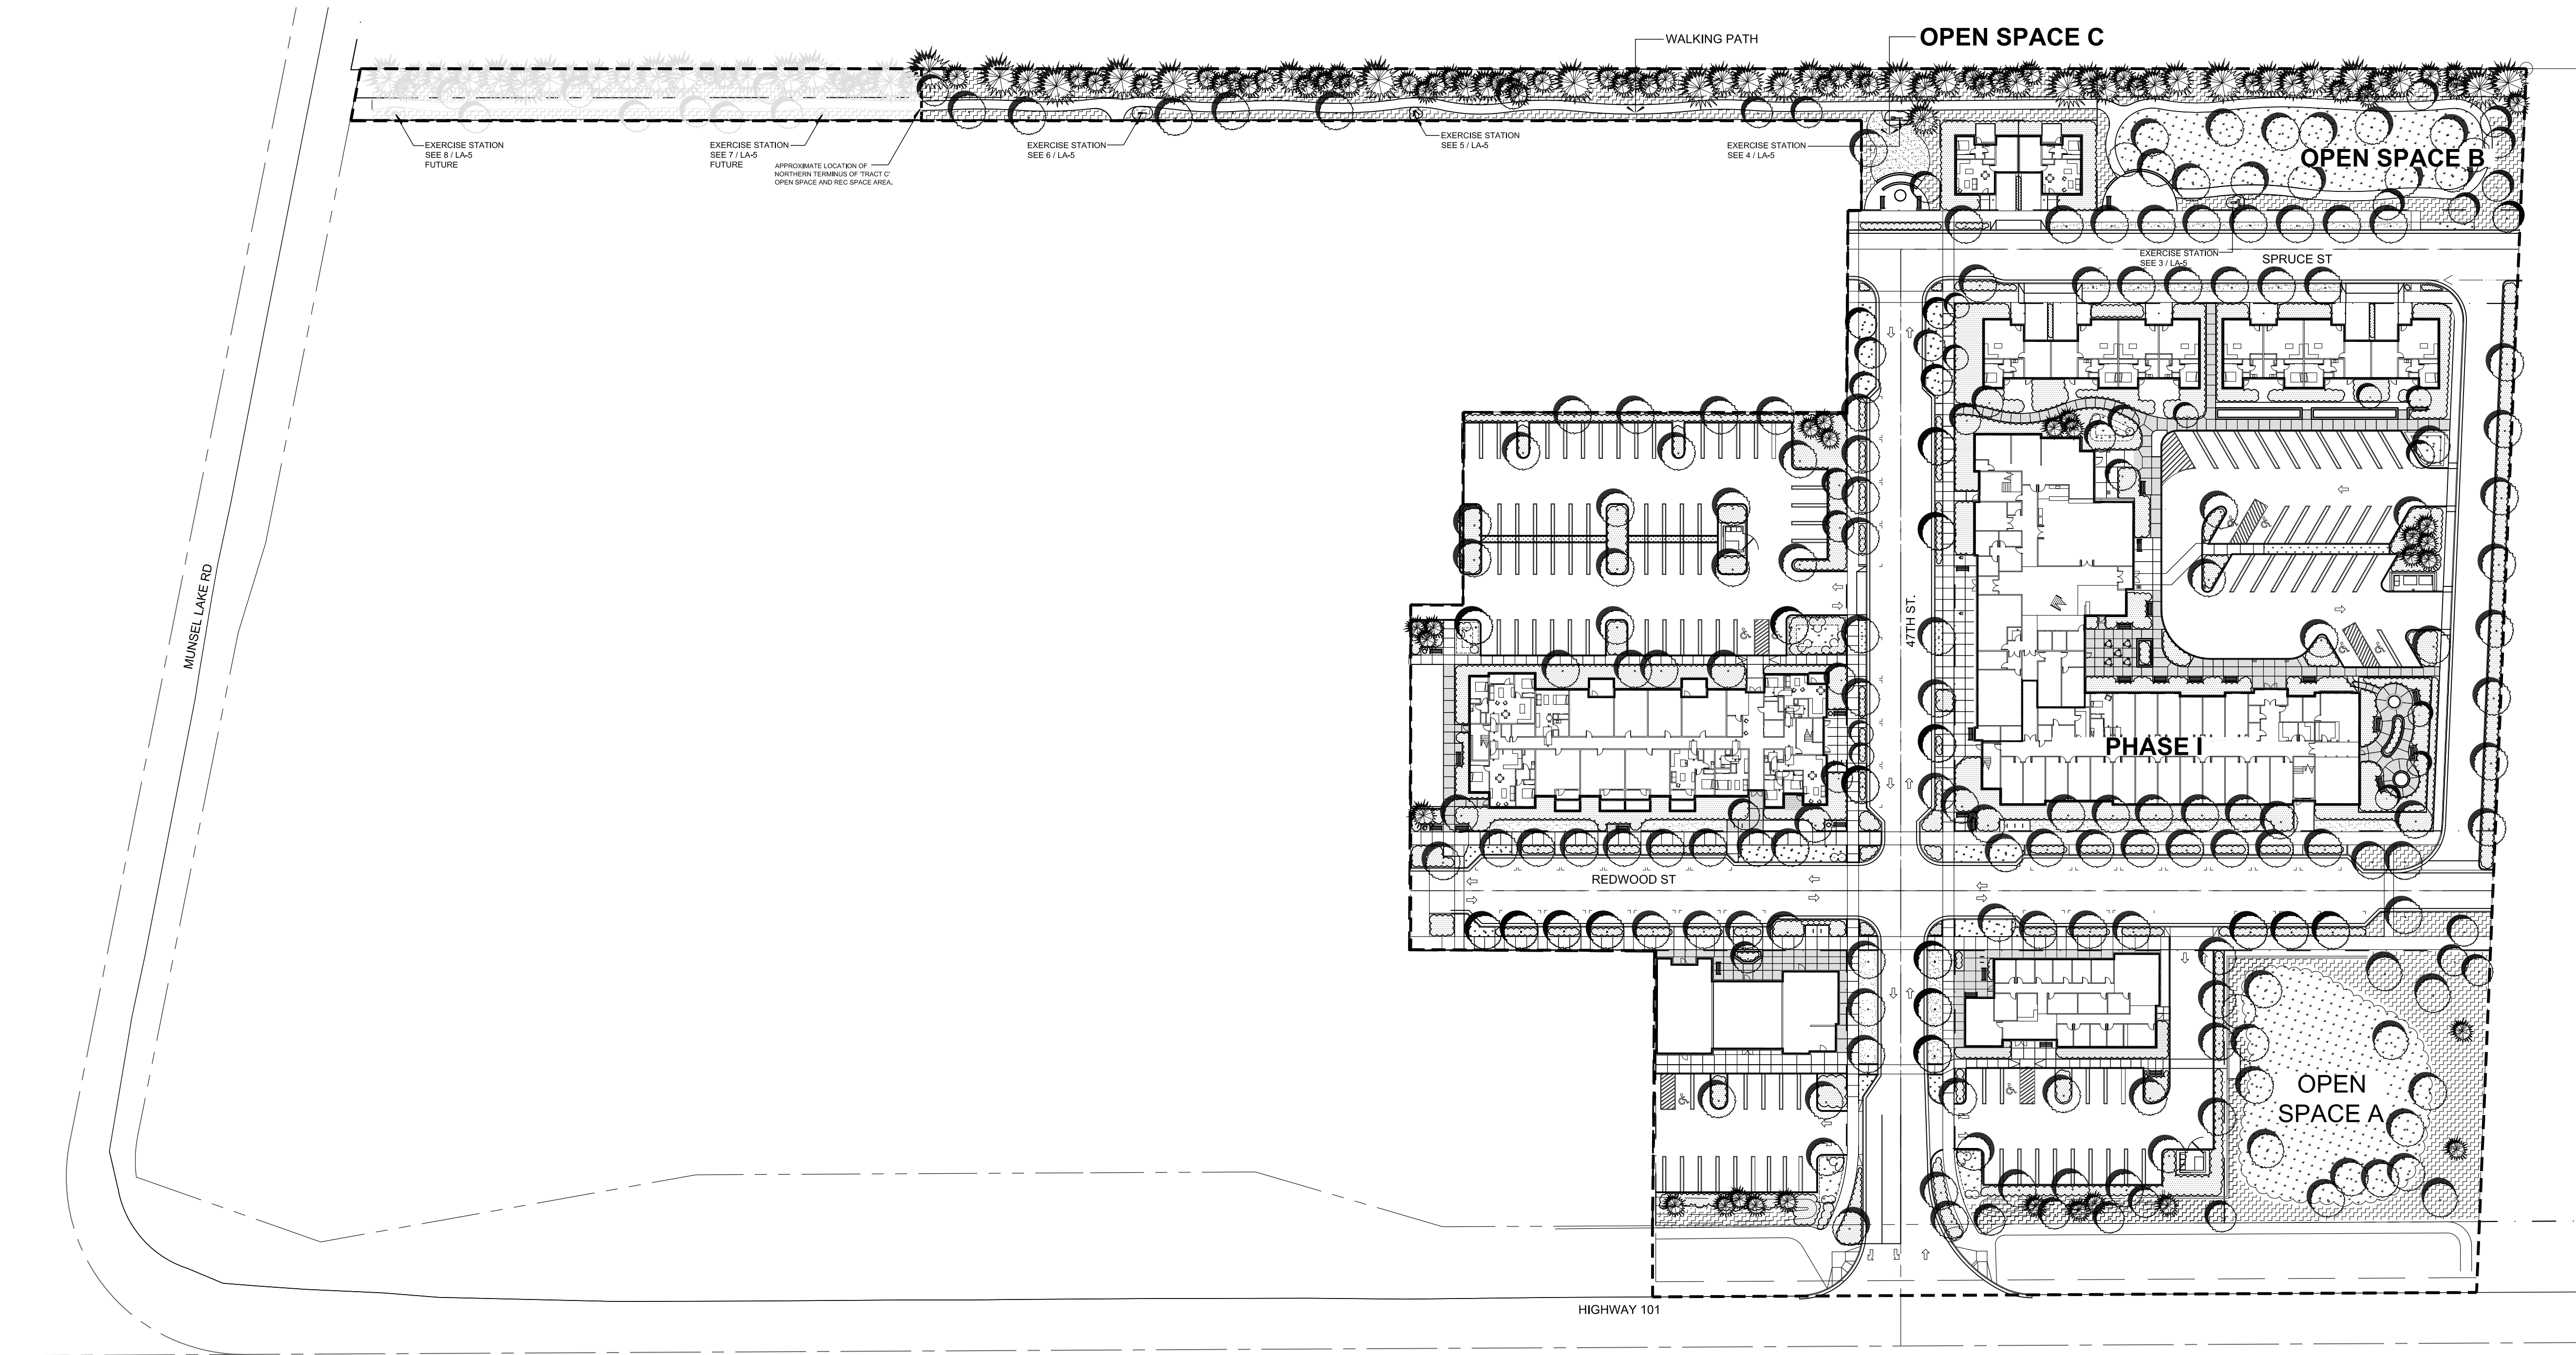 WALKING PATH
OPEN SPACE C
EXERCISE STATION
SEE 8 / LA-5
FUTURE
EXERCISE STATION
SEE 7 / LA-5
FUTURE
APPROXIMATE LOCATION OF
NORTHERN TERMINUS OF 'TRACT C'
OPEN SPACE AND REC SPACE AREA.
EXERCISE STATION
SEE 6 / LA-5
EXERCISE STATION
SEE 5 / LA-5
EXERCISE STATION
SEE 4 / LA-5
OPEN SPACE B
EXERCISE STATION
SEE 3 / LA-5
SPRUCE ST
MUNSEL LAKE RD
47TH ST.
PHASE I
REDWOOD ST
OPEN
SPACE A
HIGHWAY 101